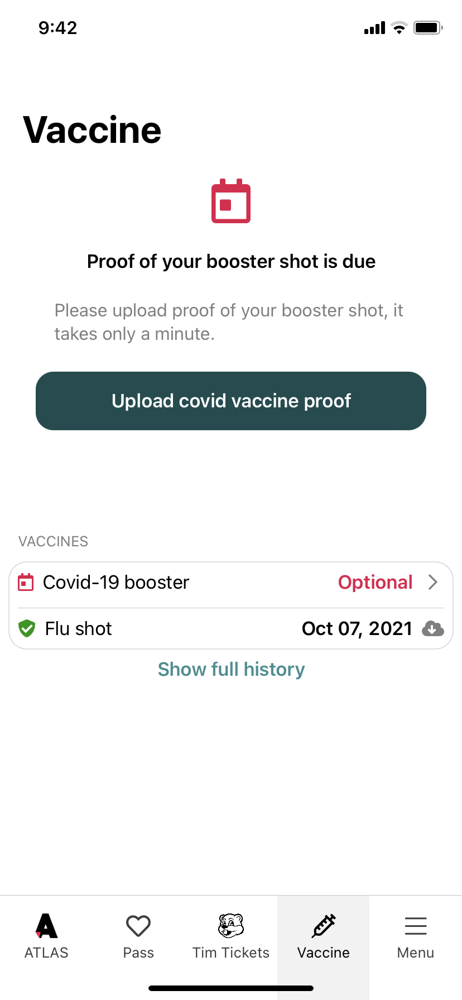 9:42
Vaccine
Proof of your booster shot is due
Please upload proof of your booster shot, it
takes only a minute.
Upload covid vaccine proof
VACCINES
Covid-19 booster Optional
Flu shot Oct 07, 2021
Show full history
ATLAS Pass Tim Tickets Vaccine Menu